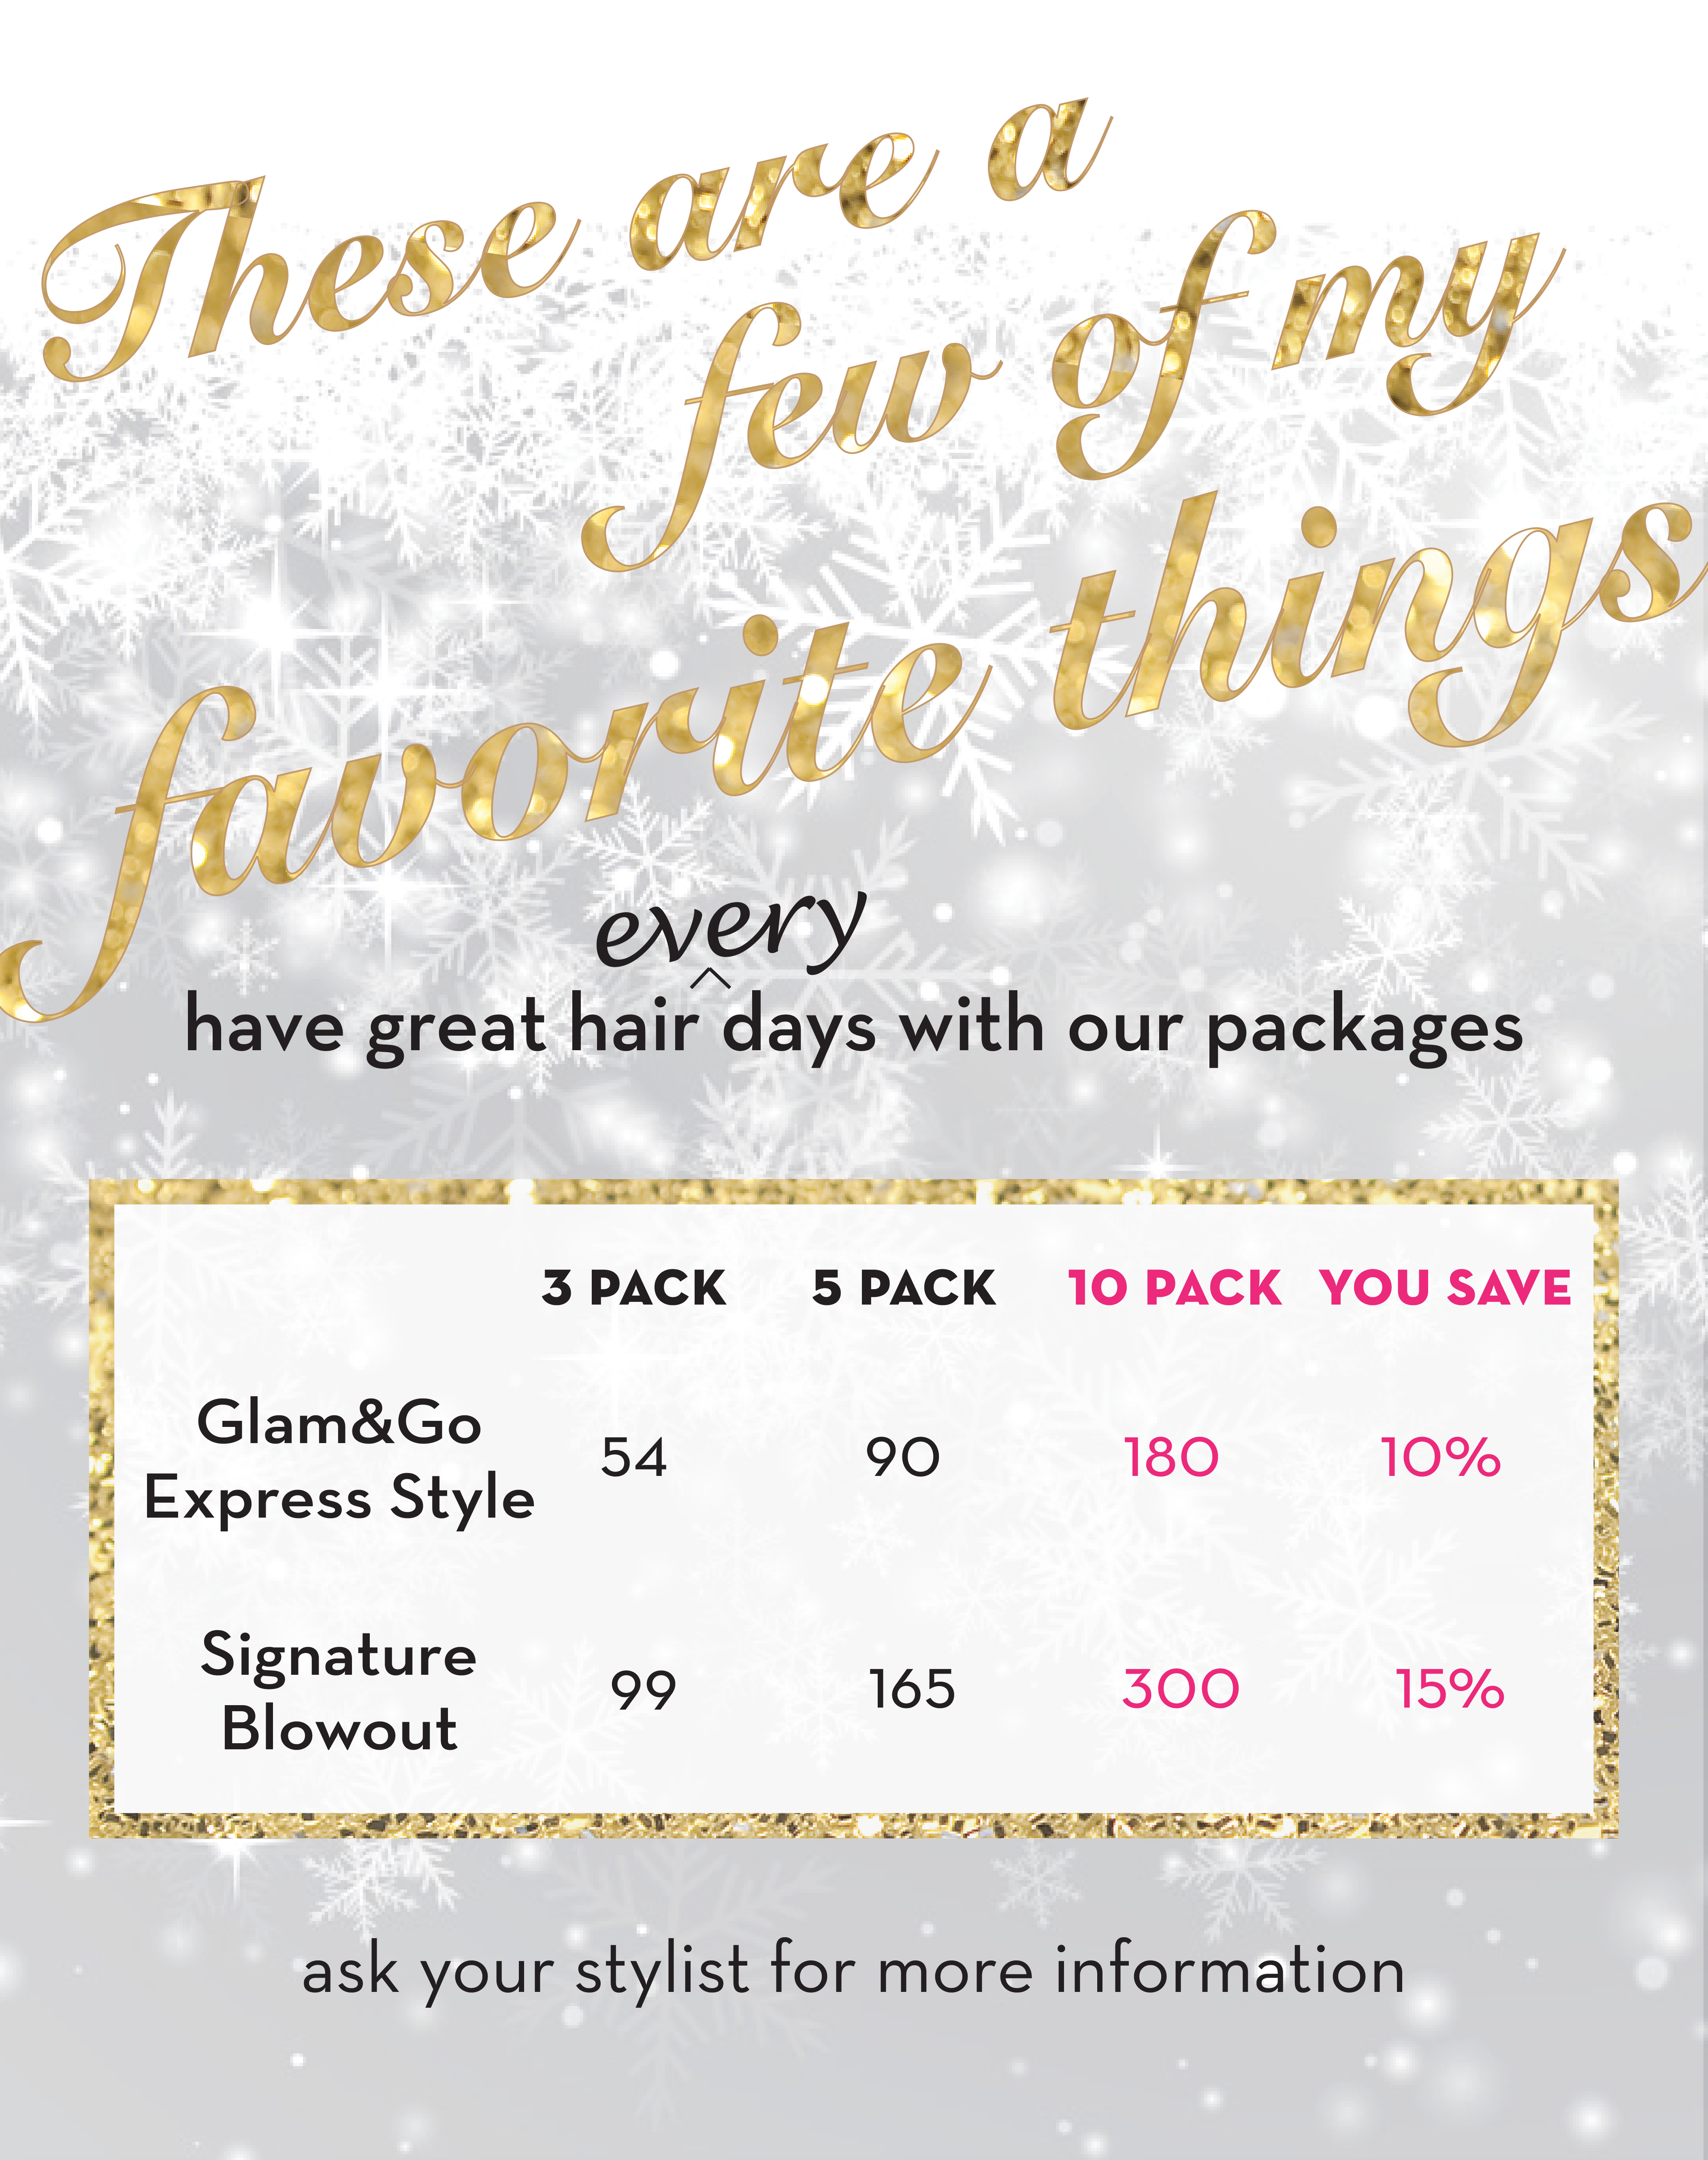 These are a
few of my
favorite things
every
have great hair ^ days with our packages
3 PACK 5 PACK 10 PACK YOU SAVE
Glam&Go
Express Style 54 90 180 10%
Signature
Blowout 99 165 300 15%
ask your stylist for more information